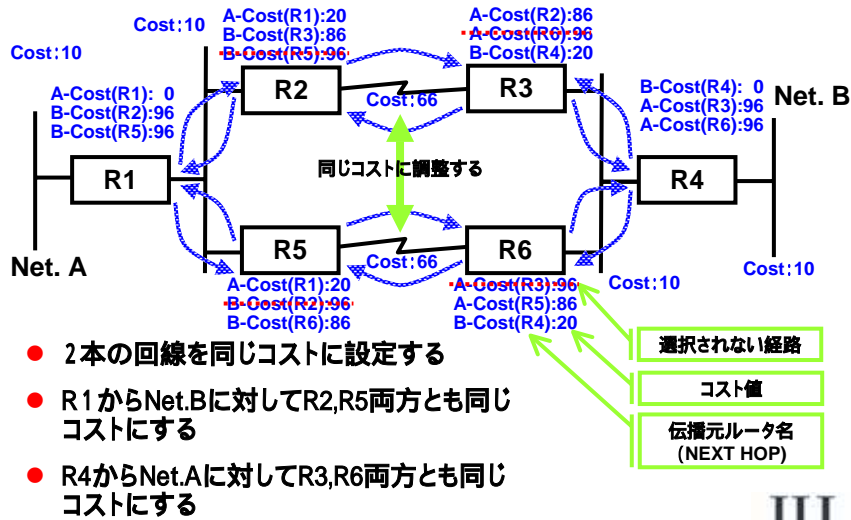 Cost:10
Cost:10
A-Cost(R1):20
B-Cost(R3):86
B-Cost(R5):96
A-Cost(R2):86
A-Cost(R6):96
B-Cost(R4):20
A-Cost(R1): 0
B-Cost(R2):96
B-Cost(R5):96
R2
Cost:66
R3
B-Cost(R4): 0
A-Cost(R3):96
A-Cost(R6):96
Net. B
R1
同じコストに調整する
R4
Net. A
R5
Cost:66
R6
Cost:10
Cost:10
A-Cost(R1):20
B-Cost(R2):96
B-Cost(R6):86
A-Cost(R3):96
A-Cost(R5):86
B-Cost(R4):20
選択されない経路
コスト値
伝播元ルータ名
(NEXT HOP)
● 2本の回線を同じコストに設定する
● R1からNet.Bに対してR2,R5両方とも同じ
コストにする
● R4からNet.Aに対してR3,R6両方とも同じ
コストにする